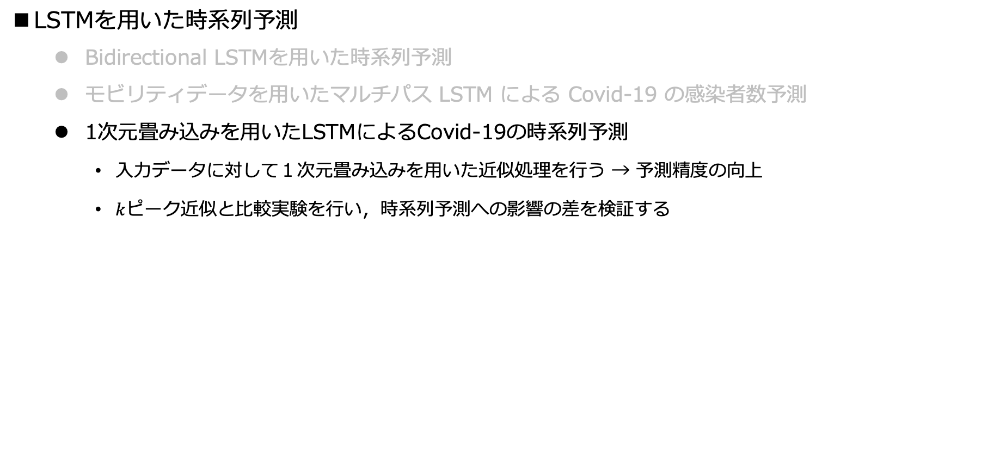 ■LSTMを用いた時系列予測
● Bidirectional LSTMを用いた時系列予測
● モビリティデータを用いたマルチパス LSTM による Covid-19 の感染者数予測
● 1次元畳み込みを用いたLSTMによるCovid-19の時系列予測
• 入力データに対して１次元畳み込みを用いた近似処理を行う → 予測精度の向上
• kピーク近似と比較実験を行い，時系列予測への影響の差を検証する